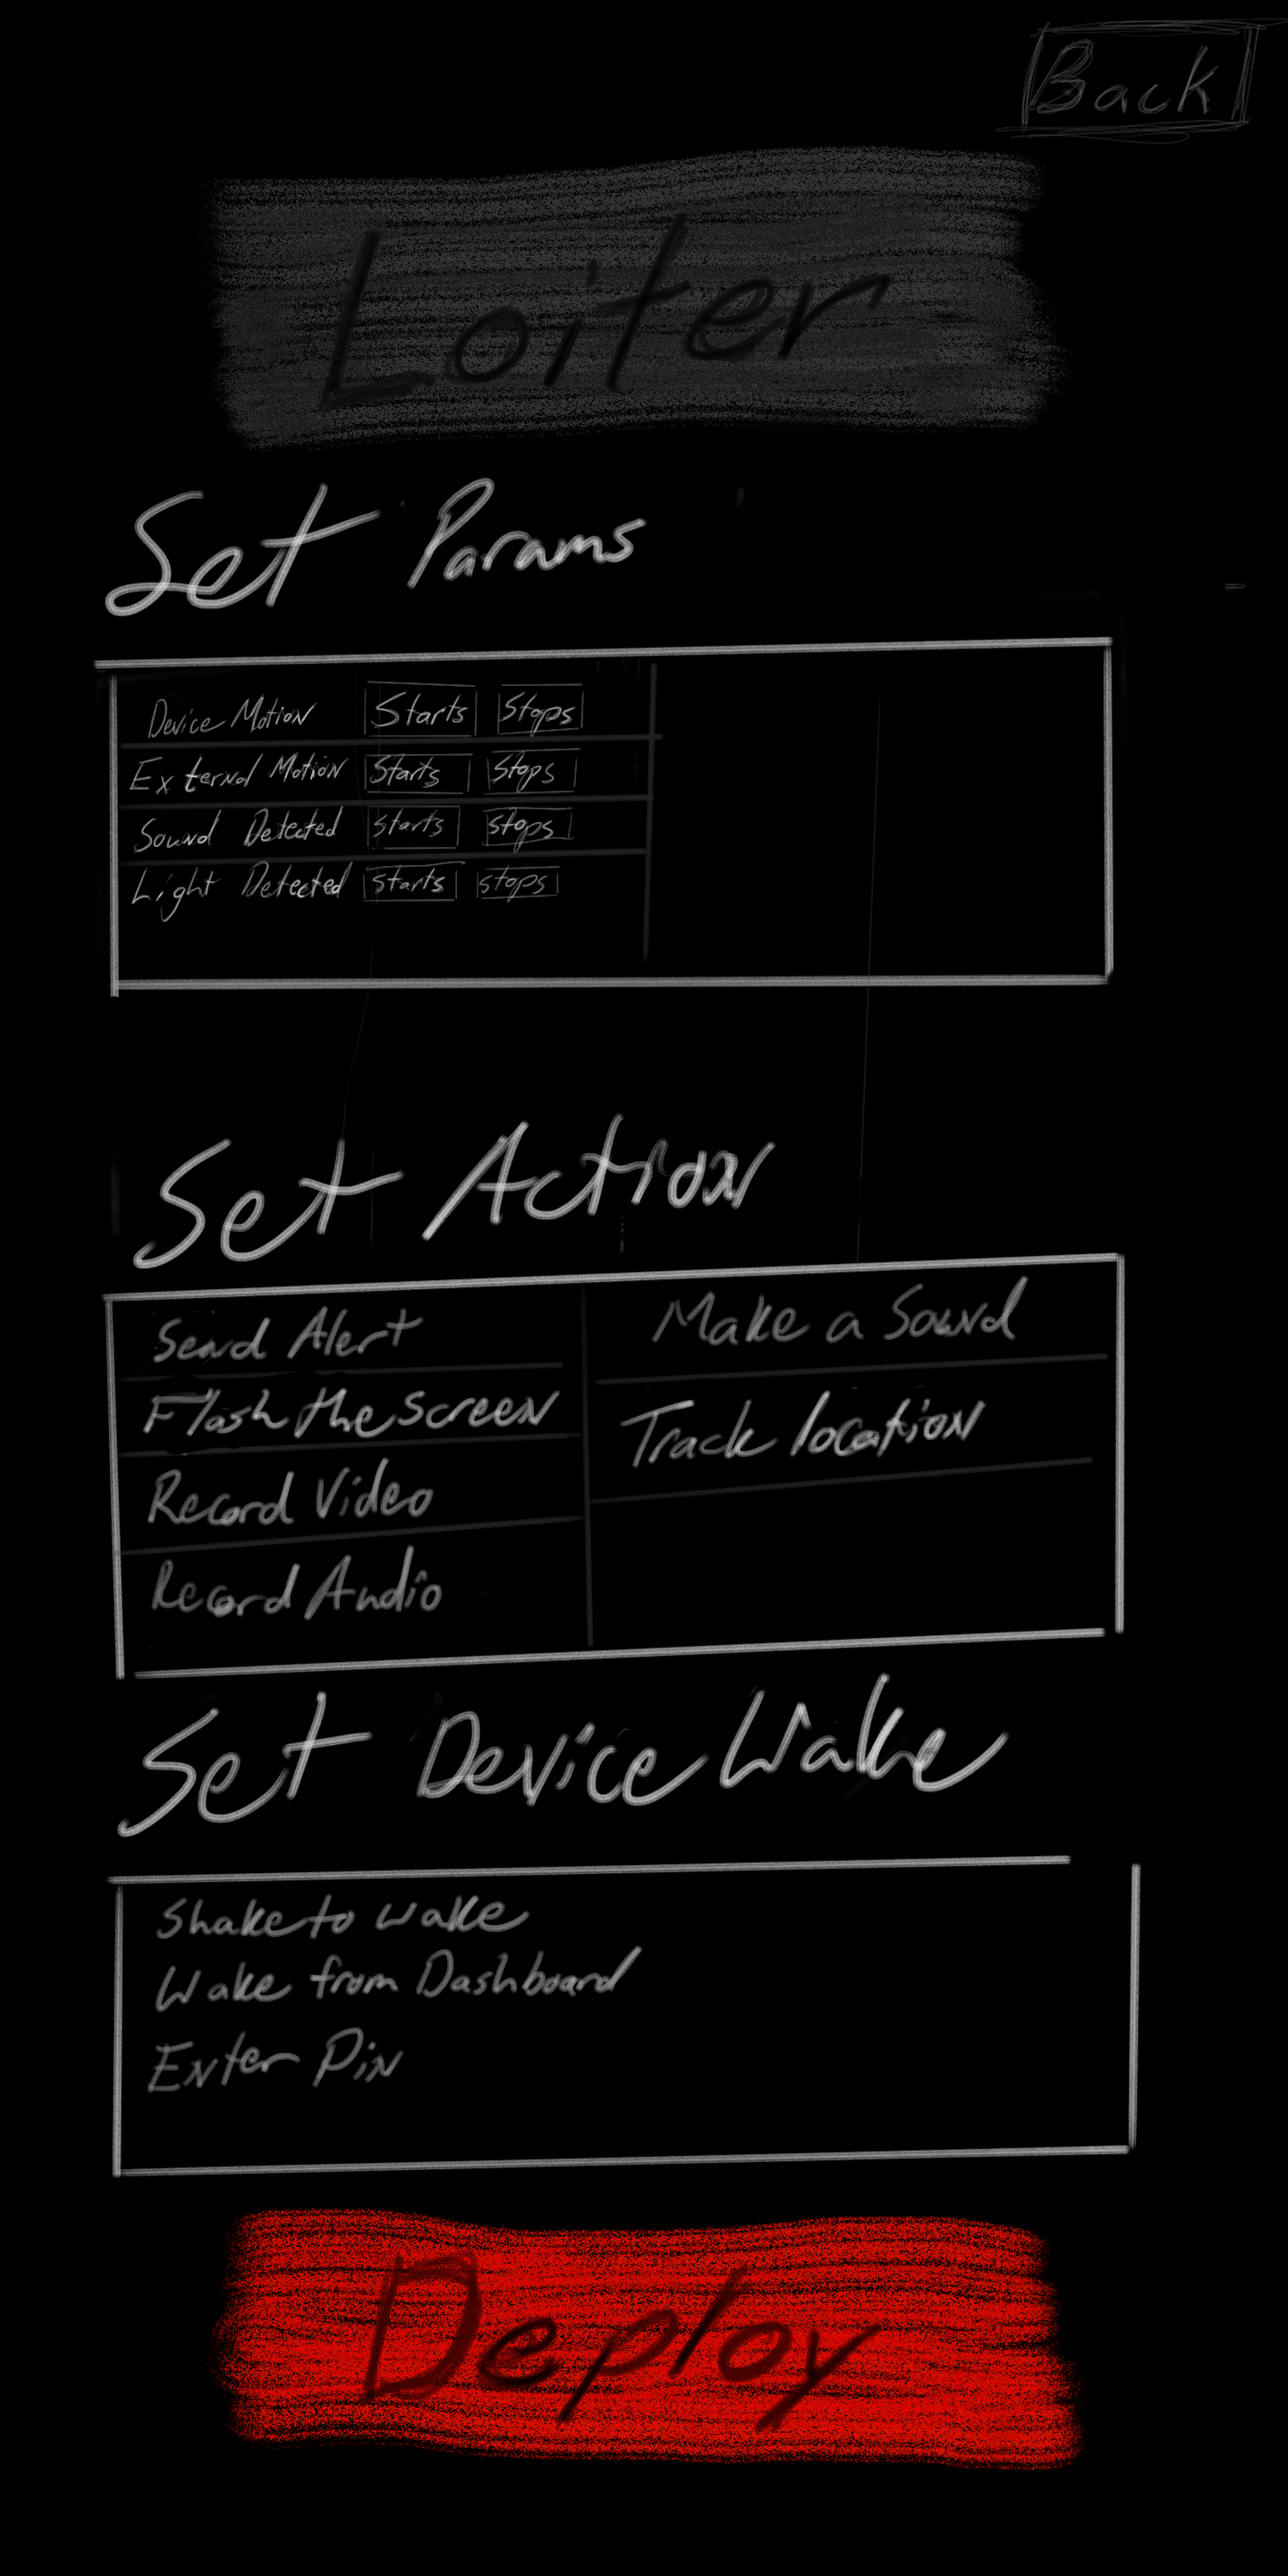 Back
Loiter
Set Params
Device Motion Starts Stops
External Motion Starts Stops
Sound Detected Starts Stops
Light Detected Starts Stops
Set Action
Send Alert
Flash the Screen
Record Video
Record Audio
Make a Sound
Track location
Set Device Wake
Shake to wake
Wake from Dashboard
Enter Pin
Deploy